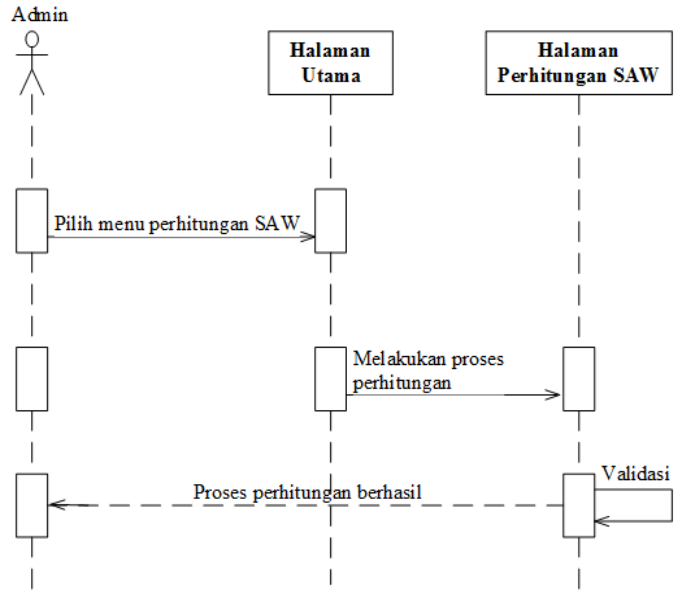 Admin
Halaman
Utama
Halaman
Perhitungan SAW
Pilih menu perhitungan SAW
Melakukan proses
perhitungan
Validasi
Proses perhitungan berhasil